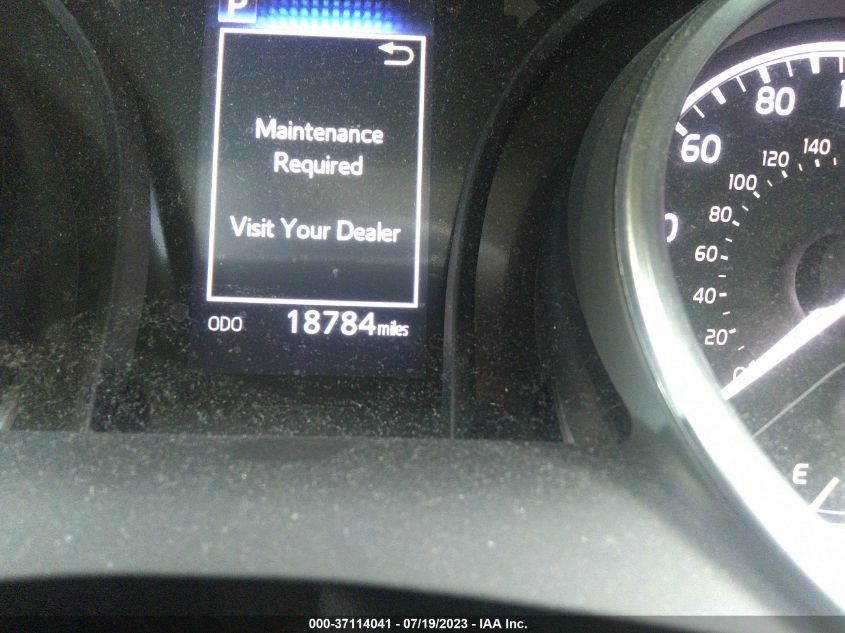 P
Maintenance
Required
Visit Your Dealer
ODO 18784 miles
80
60
140
120
100
80
60
40
20
0
E
000-37114041 - 07/19/2023 - IAA Inc.